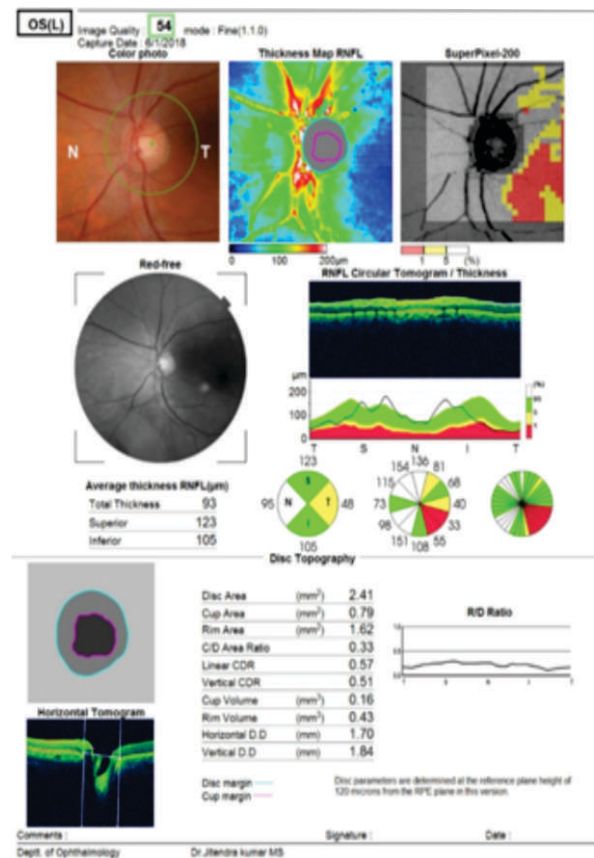 OS(L) Image Quality 54 mode : Fine(1.1.0)
Capture Date : 6/1/2018
Color photo Thickness Map RNFL SuperPixel-200
N T
0 100 200µm
1 5 (%)
Red-free
RNFL Circular Tomogram / Thickness
µm
200
100
0
T S N I T
(%)
Average thickness RNFL(µm)
Total Thickness 93
Superior 123
Inferior 105
123
S
95 N T 48
I
105
136
154 81
115 68
73 40
98 33
151 55
108
Disc Topography
Disc Area (mm²) 2.41
Cup Area (mm²) 0.79
Rim Area (mm²) 1.62
C/D Area Ratio 0.33
Linear CDR 0.57
Vertical CDR 0.51
Cup Volume (mm³) 0.16
Rim Volume (mm³) 0.43
Horizontal D.D (mm) 1.70
Vertical D.D (mm) 1.84
R/D Ratio
Horizontal Tomogram
Disc margin
Cup margin
Disc parameters are determined at the reference plane height of
120 microns from the RPE plane in this version.
Comments : Signature : Date :
Deptt. of Ophthalmology Dr.Jitendra kumar MS